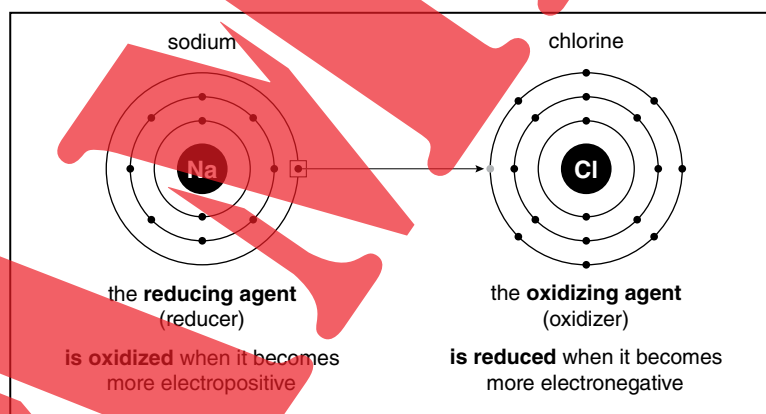 sodium
chlorine
Na
Cl
the reducing agent
(reducer)
is oxidized when it becomes
more electropositive
the oxidizing agent
(oxidizer)
is reduced when it becomes
more electronegative